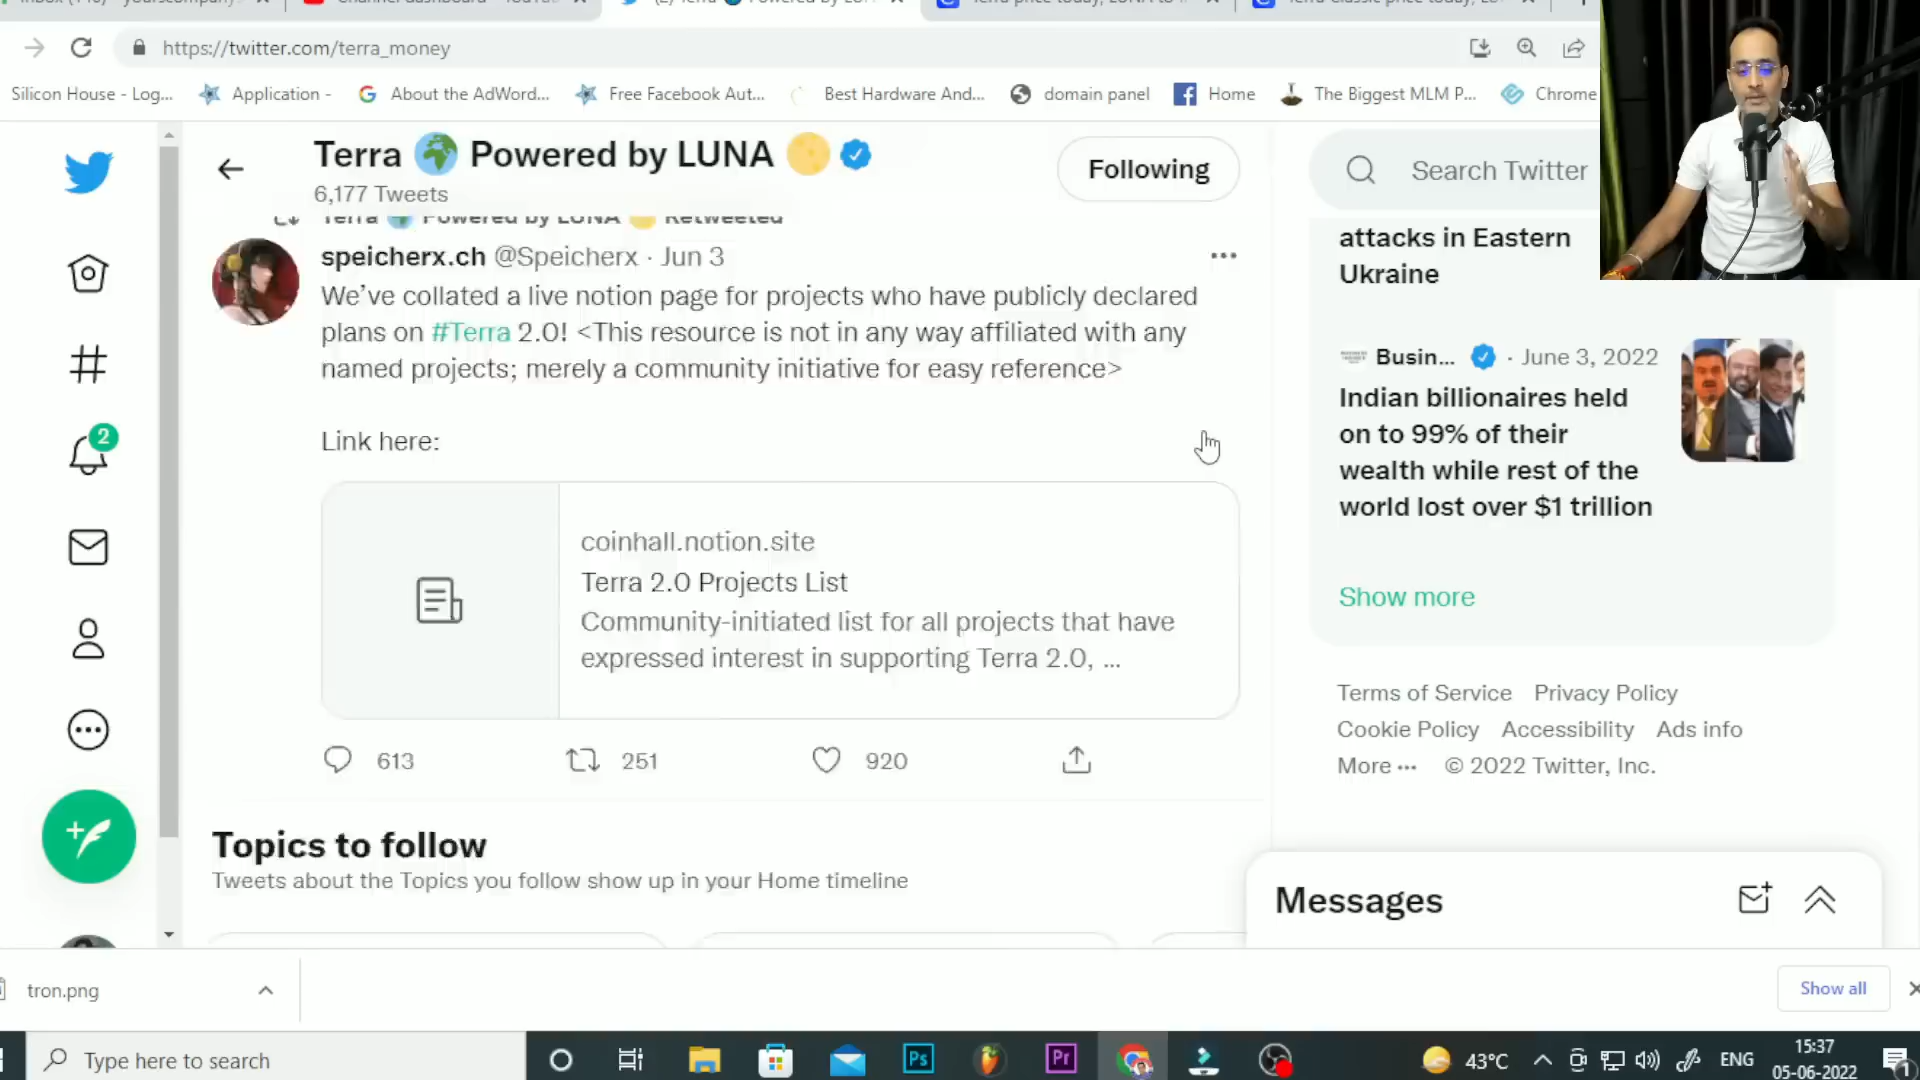 https://twitter.com/terra_money
Silicon House - Log...
Application -
About the AdWord...
Free Facebook Aut...
Best Hardware And...
domain panel
Home
The Biggest MLM P...
Chrome
Terra 🌍 Powered by LUNA 🌕
6,177 Tweets
Following
Search Twitter
Terra 🌍 Powered by LUNA 🌕 Retweeted
speicherx.ch @Speicherx · Jun 3
We've collated a live notion page for projects who have publicly declared
plans on #Terra 2.0! <This resource is not in any way affiliated with any
named projects; merely a community initiative for easy reference>
Link here:
coinhall.notion.site
Terra 2.0 Projects List
Community-initiated list for all projects that have
expressed interest in supporting Terra 2.0, ...
613
251
920
Topics to follow
Tweets about the Topics you follow show up in your Home timeline
2
attacks in Eastern
Ukraine
Busin... · June 3, 2022
Indian billionaires held
on to 99% of their
wealth while rest of the
world lost over $1 trillion
Show more
Terms of Service Privacy Policy
Cookie Policy Accessibility Ads info
More ··· © 2022 Twitter, Inc.
Messages
tron.png
Show all
Type here to search
Ps
Pr
43°C
ENG
15:37
05-06-2022
1